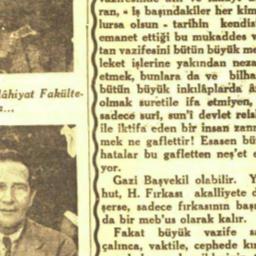 ran, - iş başındakiler her kim
lursa olsun - tarihin kendisi
emanet ettiği bu mukaddes v
tan vazifesini bütün büyük me
leket işlerine yakından neza
etmek, bunlara da ve bilha
bütün büyük inkılâplarda â
olmak suretile ifa etmiyen,
sadece surî, sun'î devlet reisl
ile iktifa eden bir insan zann
mek ne gaflettir! Esasen bü
hatalar bu gafletten neş'et e
yor.
Gazi Başvekil olabilir. Y
hut, H. Fırkası akalliyete d
şerse, sadece fırkasının başı
da bir meb'us olarak kalır.
Fakat büyük vazife sa
çalınca, vaktile, cephede kır
lâhiyat Fakülte-
a...